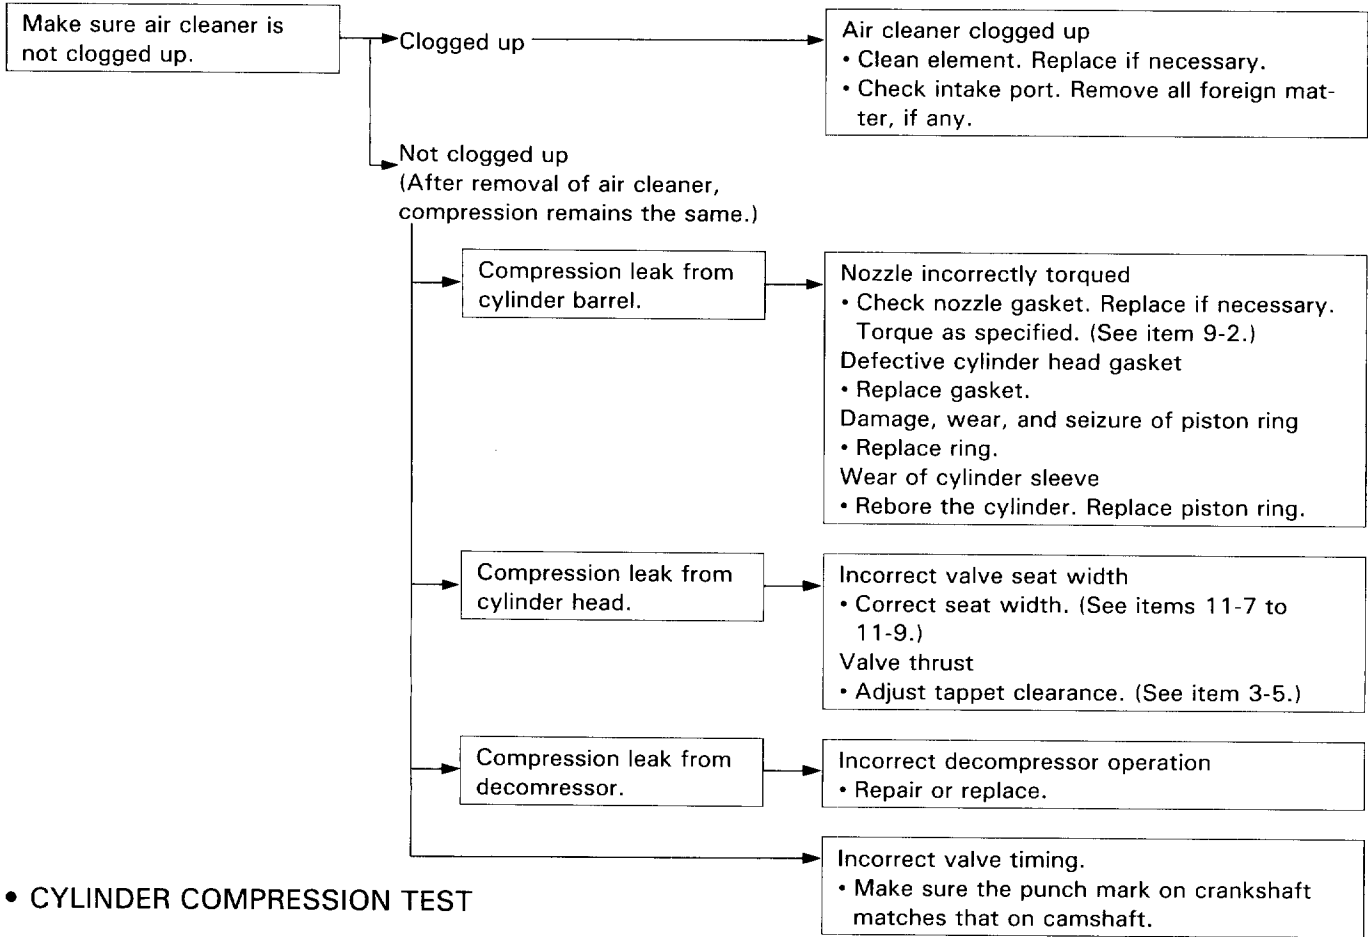 Make sure air cleaner is
not clogged up.
Clogged up
Air cleaner clogged up
• Clean element. Replace if necessary.
• Check intake port. Remove all foreign mat-
ter, if any.
Not clogged up
(After removal of air cleaner,
compression remains the same.)
Compression leak from
cylinder barrel.
Nozzle incorrectly torqued
• Check nozzle gasket. Replace if necessary.
Torque as specified. (See item 9-2.)
Defective cylinder head gasket
• Replace gasket.
Damage, wear, and seizure of piston ring
• Replace ring.
Wear of cylinder sleeve
• Rebore the cylinder. Replace piston ring.
Compression leak from
cylinder head.
Incorrect valve seat width
• Correct seat width. (See items 11-7 to
11-9.)
Valve thrust
• Adjust tappet clearance. (See item 3-5.)
Compression leak from
decomressor.
Incorrect decompressor operation
• Repair or replace.
Incorrect valve timing.
• Make sure the punch mark on crankshaft
matches that on camshaft.
• CYLINDER COMPRESSION TEST